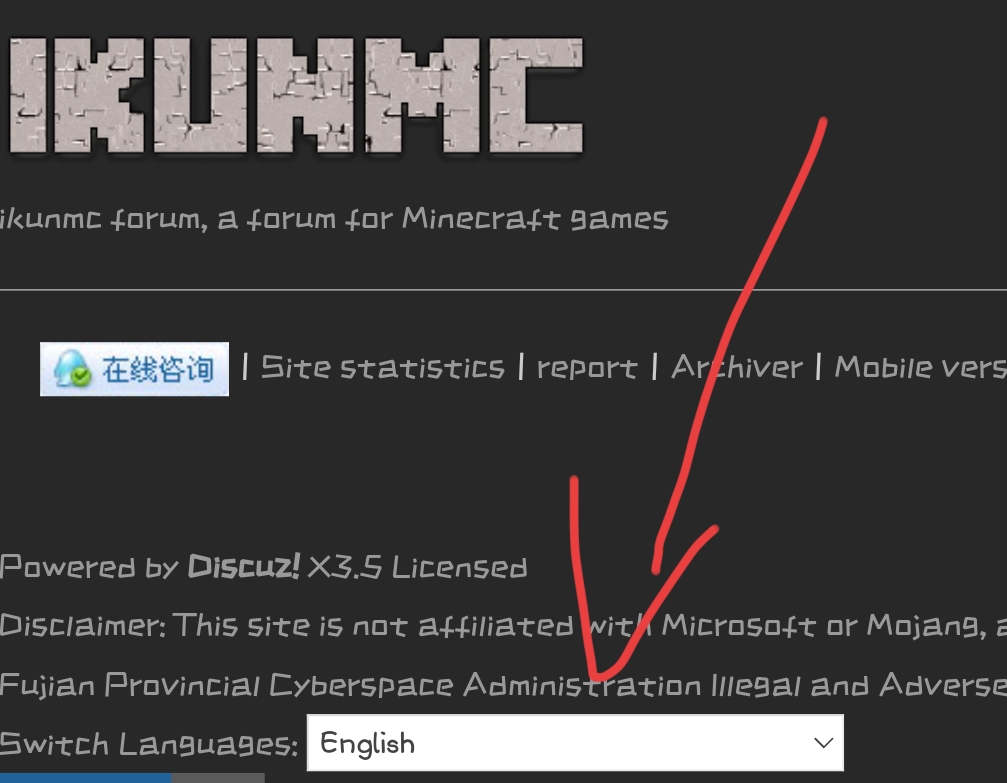 IKUNMC
ikunmc forum, a forum for Minecraft games
在线咨询 | Site statistics | report | Archiver | Mobile vers
Powered by Discuz! X3.5 Licensed
Disclaimer: This site is not affiliated with Microsoft or Mojang, a
Fujian Provincial Cyberspace Administration Illegal and Adverse
Switch Languages: English